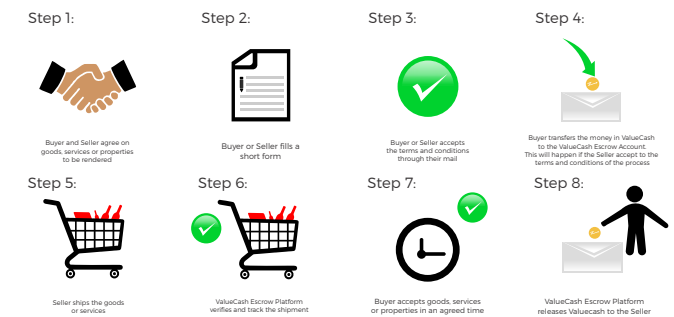 Step 1:
Step 2:
Step 3:
Step 4:
Buyer and Seller agree on
goods, services or properties
to be rendered
Buyer or Seller fills a
short form
Buyer or Seller accepts
the terms and conditions
through their mail
Buyer transfers the money in ValueCash
to the ValueCash Escrow Account.
This will happen if the Seller accept to the
terms and conditions of the process
Step 5:
Step 6:
Step 7:
Step 8:
Seller ships the goods
or services
ValueCash Escrow Platform
verifies and track the shipment
Buyer accepts goods, services
or properties in an agreed time
ValueCash Escrow Platform
releases Valuecash to the Seller